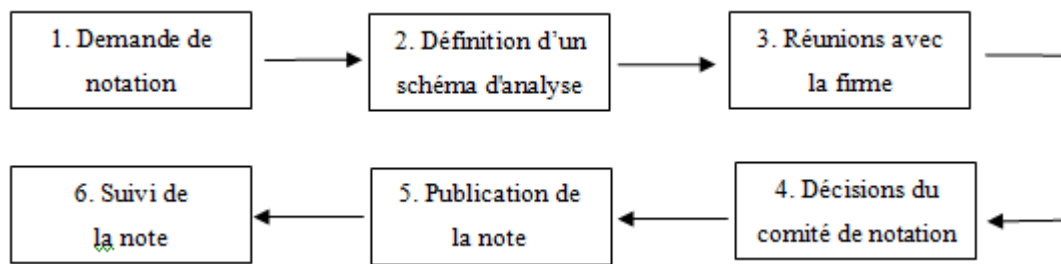 1. Demande de
notation
2. Définition d’un
schéma d'analyse
3. Réunions avec
la firme
6. Suivi de
la note
5. Publication de
la note
4. Décisions du
comité de notation